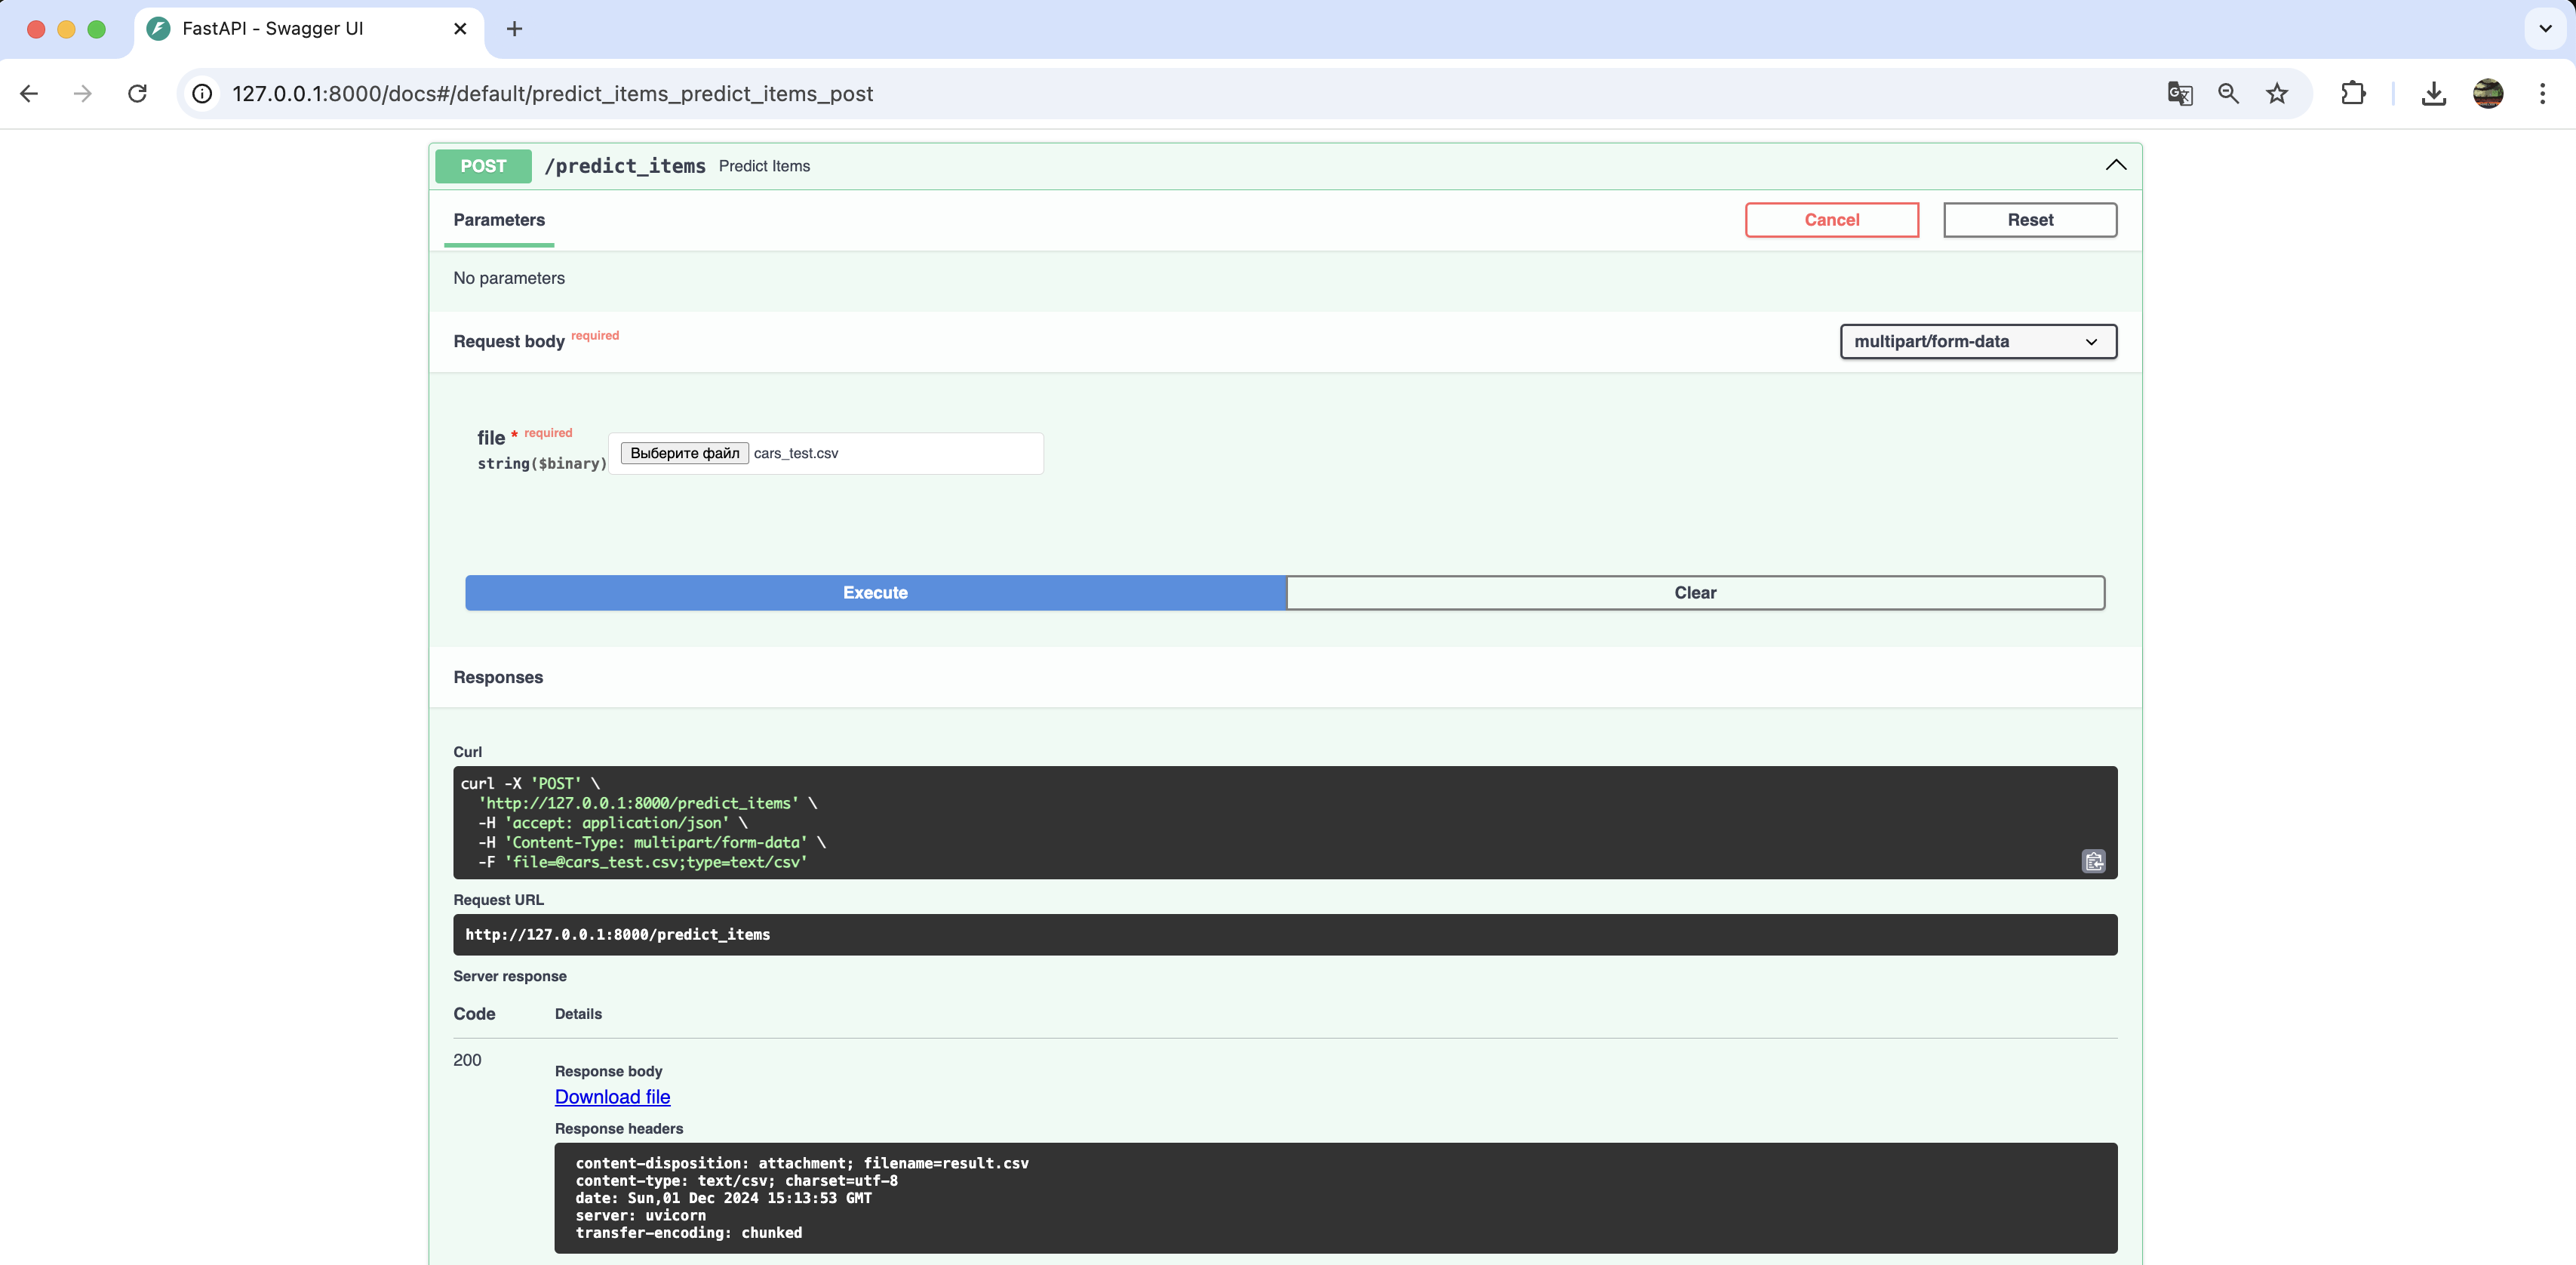 FastAPI - Swagger UI
127.0.0.1:8000/docs#/default/predict_items_predict_items_post
POST /predict_items Predict Items
Parameters
Cancel
Reset
No parameters
Request body required
multipart/form-data
file * required
string($binary)
Выберите файл cars_test.csv
Execute
Clear
Responses
Curl
curl -X 'POST' \
'http://127.0.0.1:8000/predict_items' \
-H 'accept: application/json' \
-H 'Content-Type: multipart/form-data' \
-F 'file=@cars_test.csv;type=text/csv'
Request URL
http://127.0.0.1:8000/predict_items
Server response
Code Details
200
Response body
Download file
Response headers
content-disposition: attachment; filename=result.csv
content-type: text/csv; charset=utf-8
date: Sun,01 Dec 2024 15:13:53 GMT
server: uvicorn
transfer-encoding: chunked